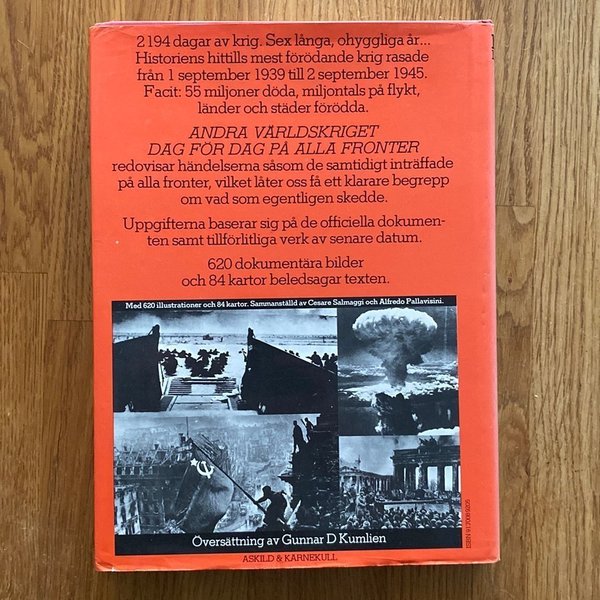 2194 dagar av krig. Sex långa, ohyggliga år...
Historiens hittills mest förödande krig rasade
från 1 september 1939 till 2 september 1945.
Facit: 55 miljoner döda, miljontals på flykt,
länder och städer förödda.
ANDRA VÄRLDSKRIGET
DAG FÖR DAG PÅ ALLA FRONTER
redovisar händelserna såsom de samtidigt inträffade
på alla fronter, vilket låter oss få ett klarare begrepp
om vad som egentligen skedde.
Uppgifterna baserar sig på de officiella dokumen-
ten samt tillförlitliga verk av senare datum.
620 dokumentära bilder
och 84 kartor beledsagar texten.
Med 620 illustrationer och 84 kartor. Sammanställd av Cesare Salmaggi och Alfredo Pallavisini.
Översättning av Gunnar D Kumlien
ASKILD & KÄRNEKULL
ISBN